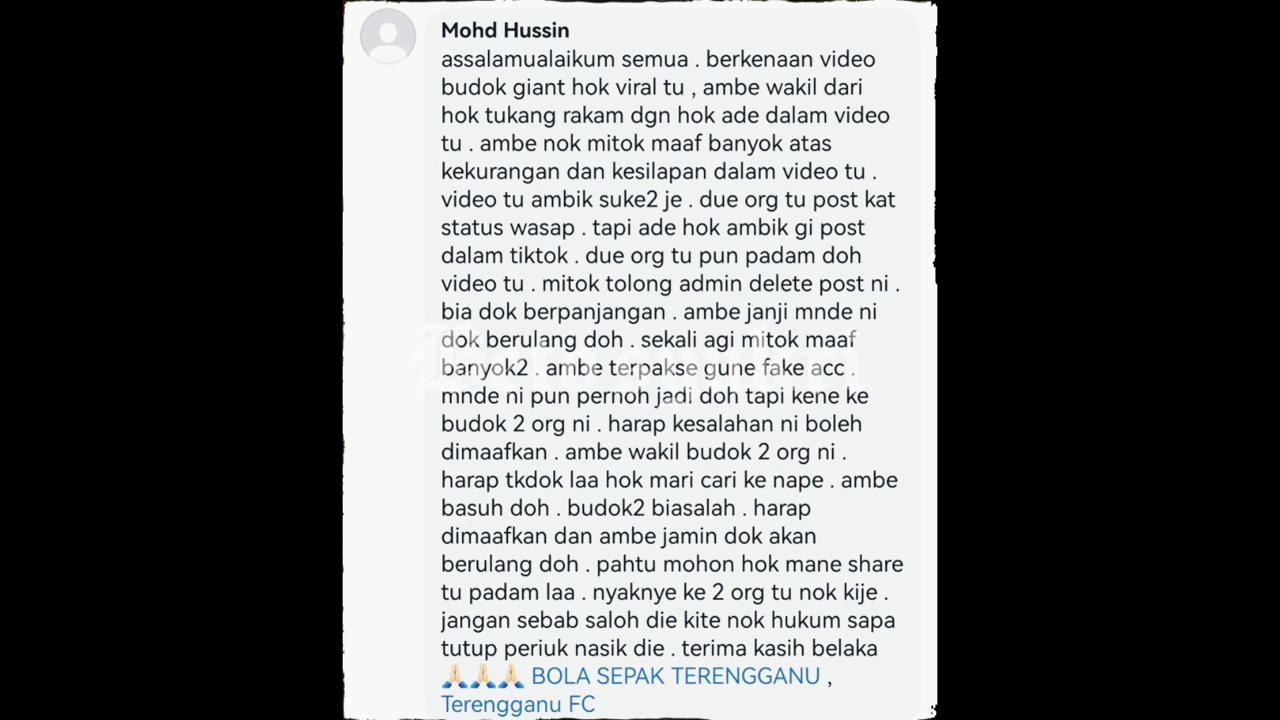 Mohd Hussin
assalamualaikum semua . berkenaan video
budok giant hok viral tu , ambe wakil dari
hok tukang rakam dgn hok ade dalam video
tu . ambe nok mitok maaf banyok atas
kekurangan dan kesilapan dalam video tu .
video tu ambik suke2 je . due org tu post kat
status wasap . tapi ade hok ambik gi post
dalam tiktok . due org tu pun padam doh
video tu . mitok tolong admin delete post ni .
bia dok berpanjangan . ambe janji mnde ni
dok berulang doh . sekali agi mitok maaf
banyok2 . ambe terpakse gune fake acc .
mnde ni pun pernoh jadi doh tapi kene ke
budok 2 org ni . harap kesalahan ni boleh
dimaafkan . ambe wakil budok 2 org ni .
harap tkdok laa hok mari cari ke nape . ambe
basuh doh . budok2 biasalah . harap
dimaafkan dan ambe jamin dok akan
berulang doh . pahtu mohon hok mane share
tu padam laa . nyaknye ke 2 org tu nok kije .
jangan sebab saloh die kite nok hukum sapa
tutup periuk nasik die . terima kasih belaka
🙏🏻🙏🏻🙏🏻 BOLA SEPAK TERENGGANU ,
Terengganu FC